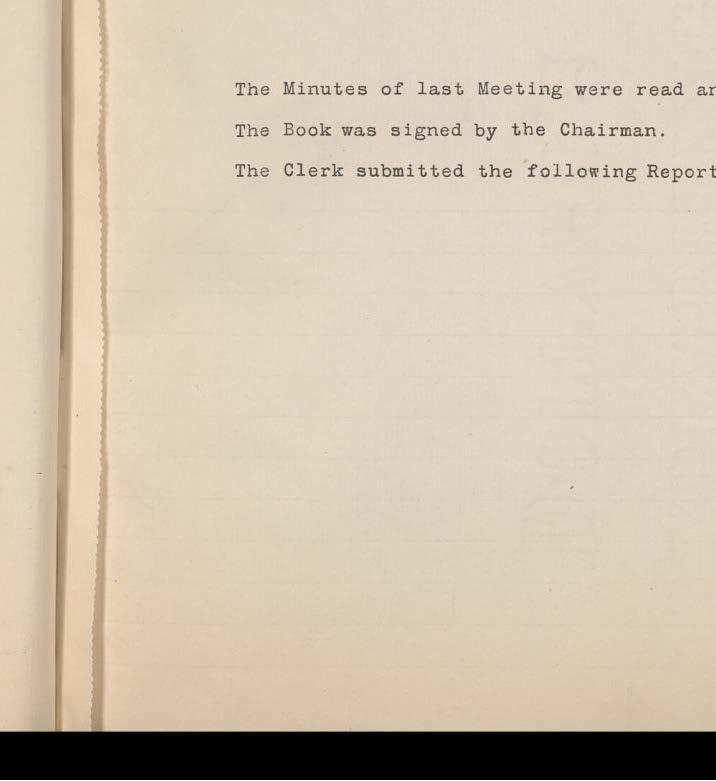 The Minutes of last Meeting were read
The Book was signed by the Chairman.
The Clerk submitted the following Report